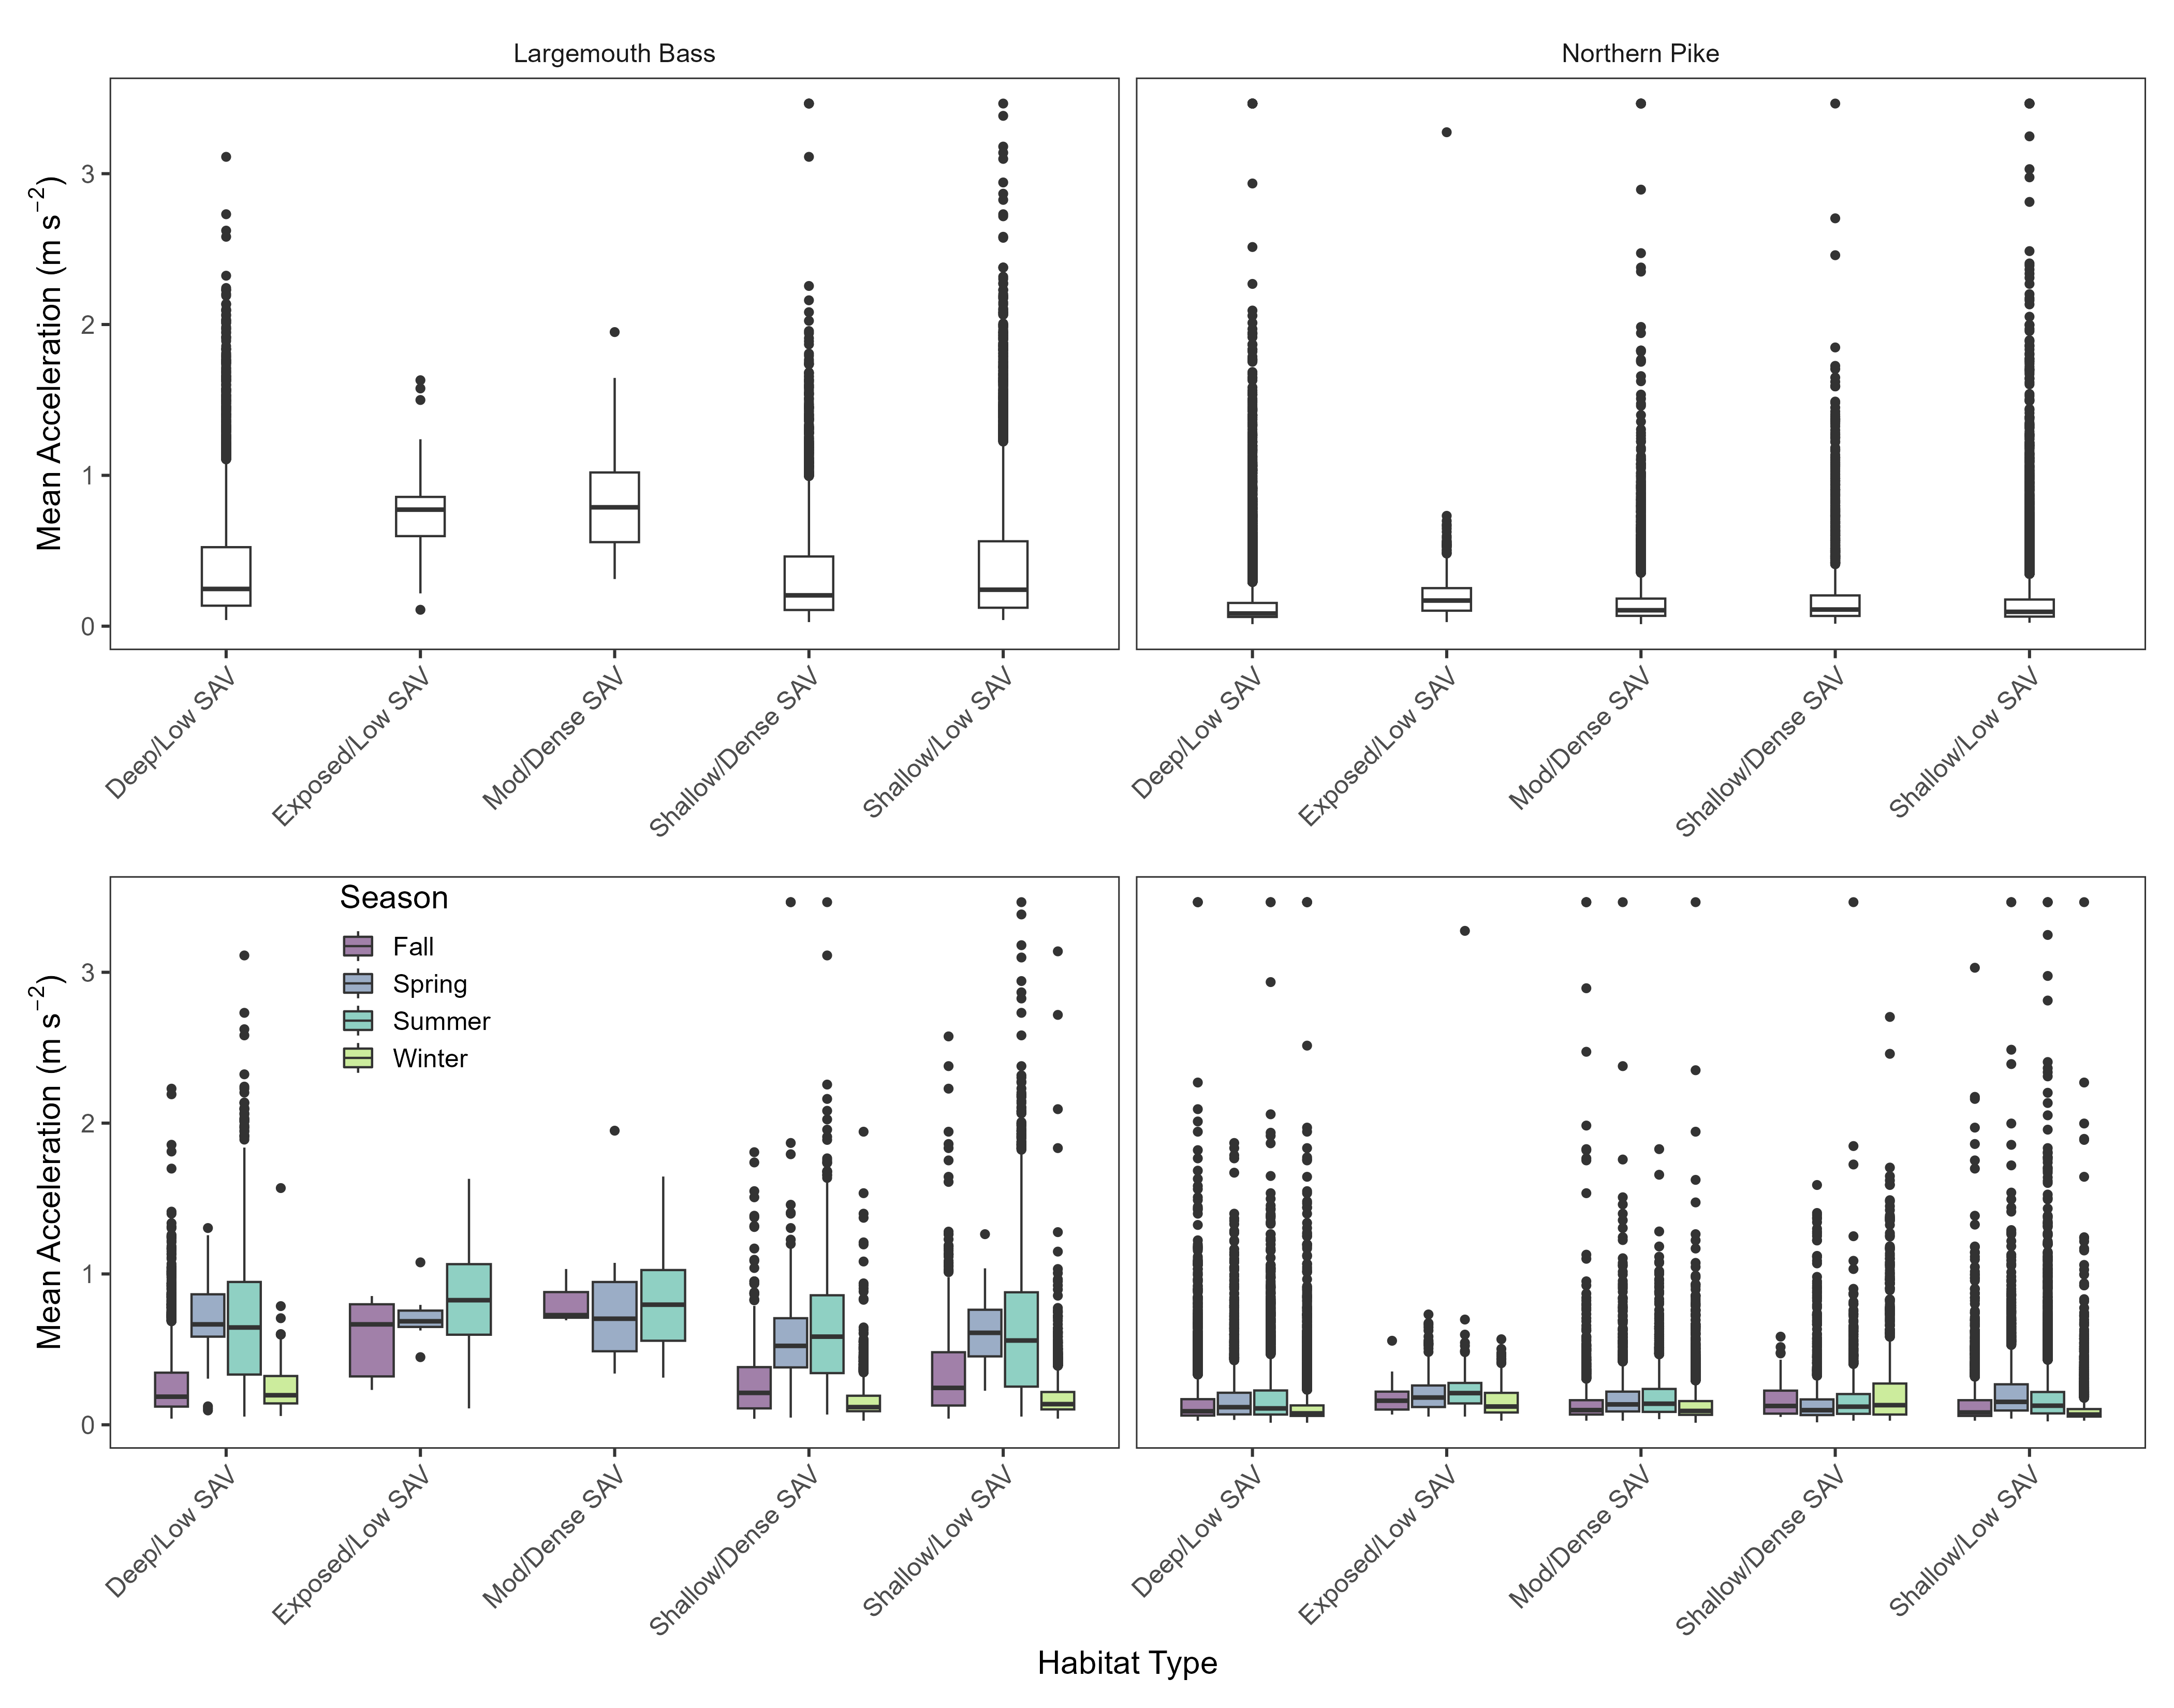 Largemouth Bass
Northern Pike
Mean Acceleration (m s⁻²)
3
2
1
0
Deep/Low SAV
Exposed/Low SAV
Mod/Dense SAV
Shallow/Dense SAV
Shallow/Low SAV
Deep/Low SAV
Exposed/Low SAV
Mod/Dense SAV
Shallow/Dense SAV
Shallow/Low SAV
Mean Acceleration (m s⁻²)
3
2
1
0
Season
Fall
Spring
Summer
Winter
Deep/Low SAV
Exposed/Low SAV
Mod/Dense SAV
Shallow/Dense SAV
Shallow/Low SAV
Deep/Low SAV
Exposed/Low SAV
Mod/Dense SAV
Shallow/Dense SAV
Shallow/Low SAV
Habitat Type